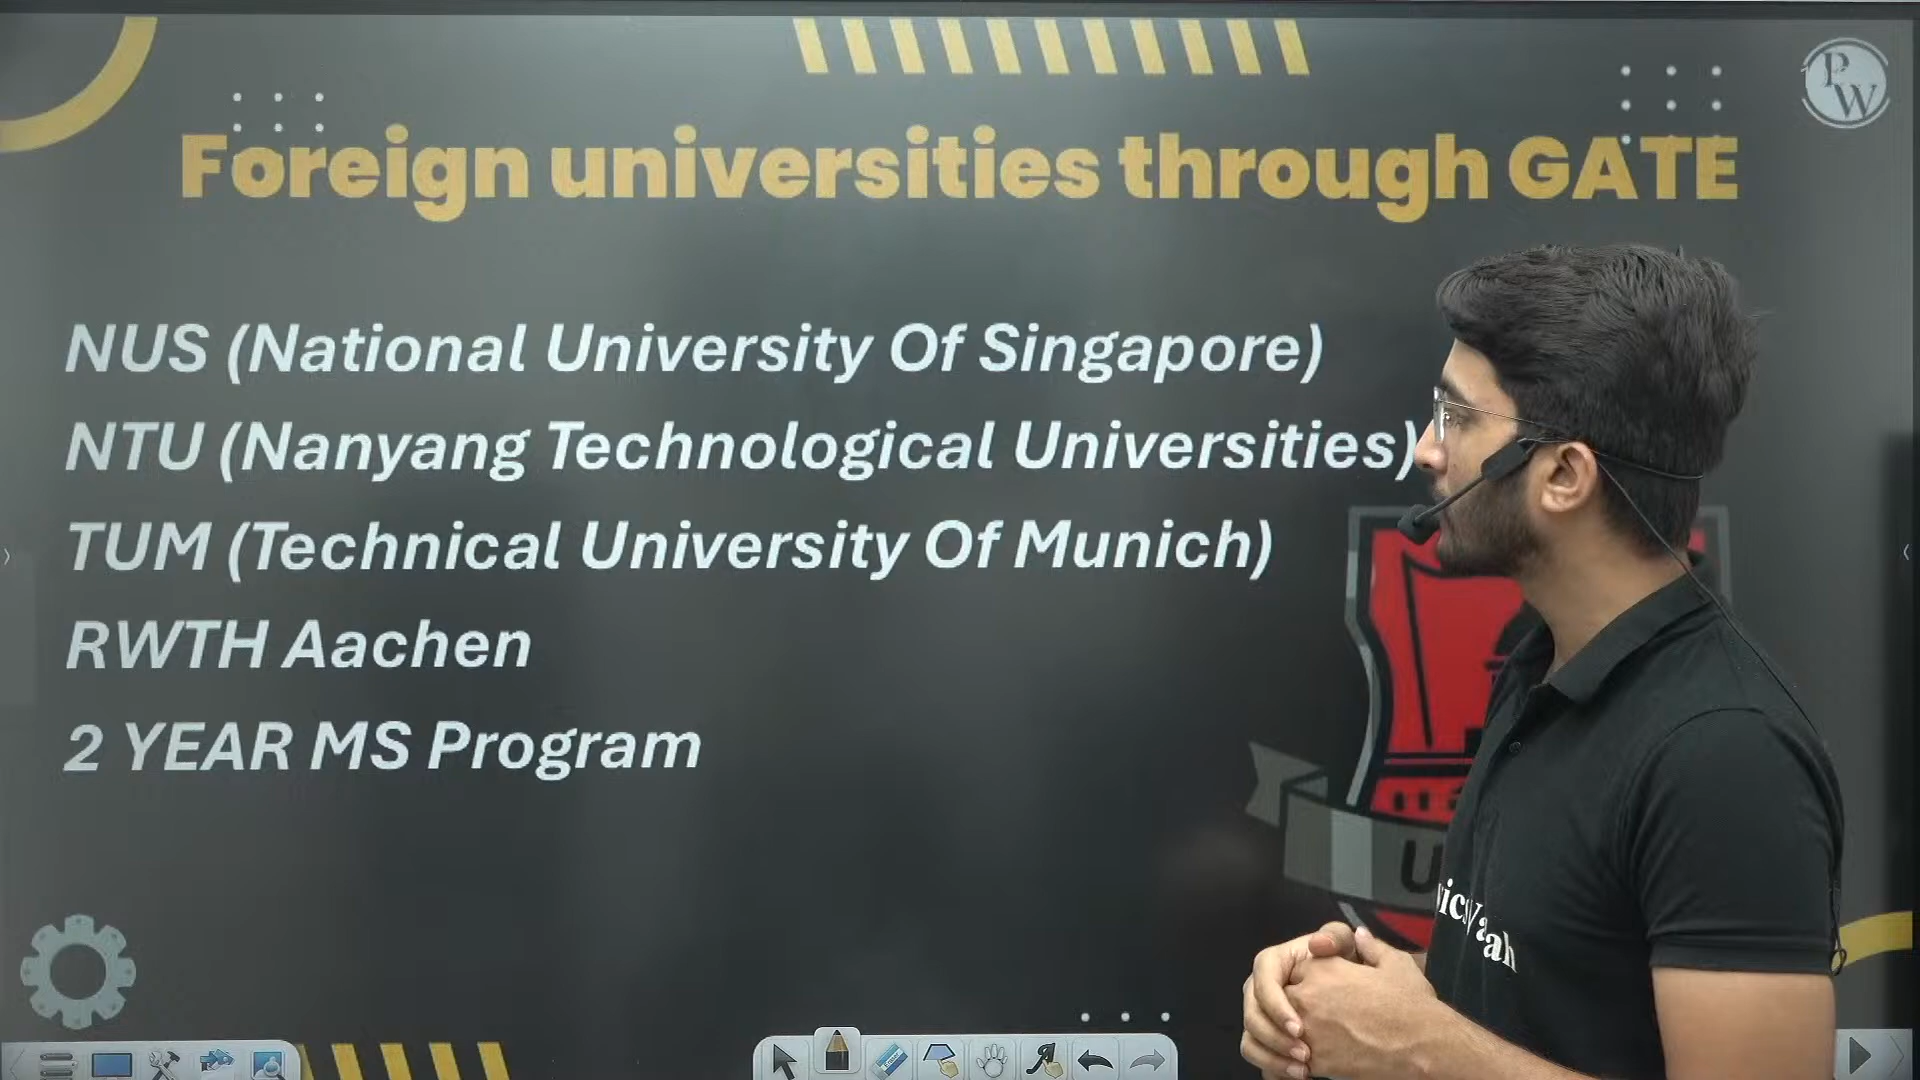 PW
Foreign universities through GATE
NUS (National University Of Singapore)
NTU (Nanyang Technological Universities)
TUM (Technical University Of Munich)
RWTH Aachen
2 YEAR MS Program